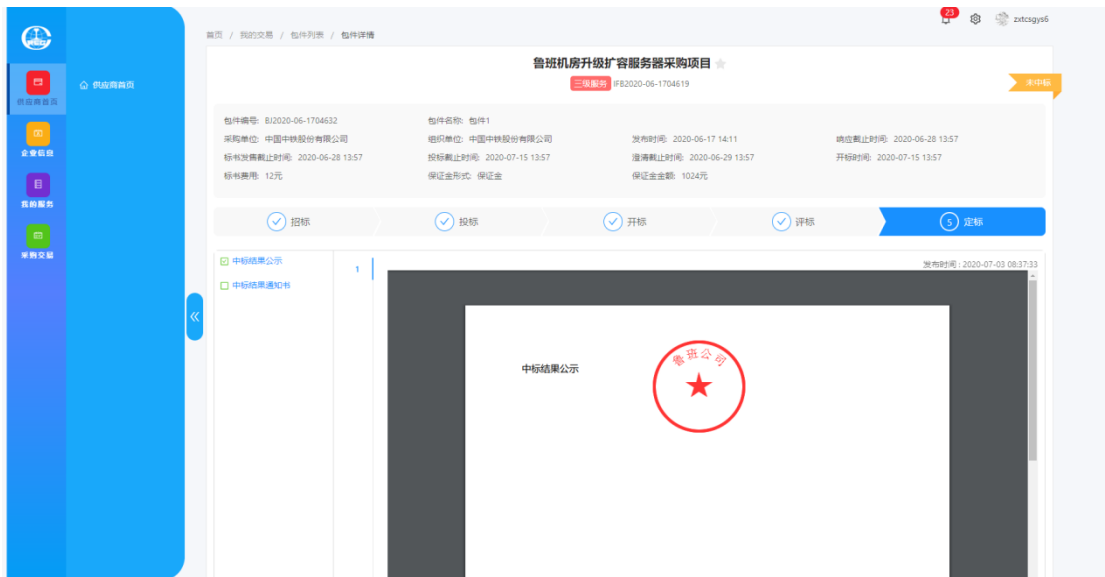 23
zxtcsgys6
首页 / 我的交易 / 包件列表 / 包件详情
供应商首页
供应商首页
企业信息
我的服务
采购交易
鲁班机房升级扩容服务器采购项目
三级服务 IFB2020-06-1704619
未中标
包件编号: BJ2020-06-1704632 包件名称: 包件1
采购单位: 中国中铁股份有限公司 组织单位: 中国中铁股份有限公司 发布时间: 2020-06-17 14:11 响应截止时间: 2020-06-28 13:57
标书发售截止时间: 2020-06-28 13:57 投标截止时间: 2020-07-15 13:57 澄清截止时间: 2020-06-29 13:57 开标时间: 2020-07-15 13:57
标书费用: 12元 保证金形式: 保证金 保证金金额: 1024元
招标 投标 开标 评标 5 定标
中标结果公示
中标结果通知书
1
发布时间 : 2020-07-03 08:37:33
中标结果公示
鲁班公司